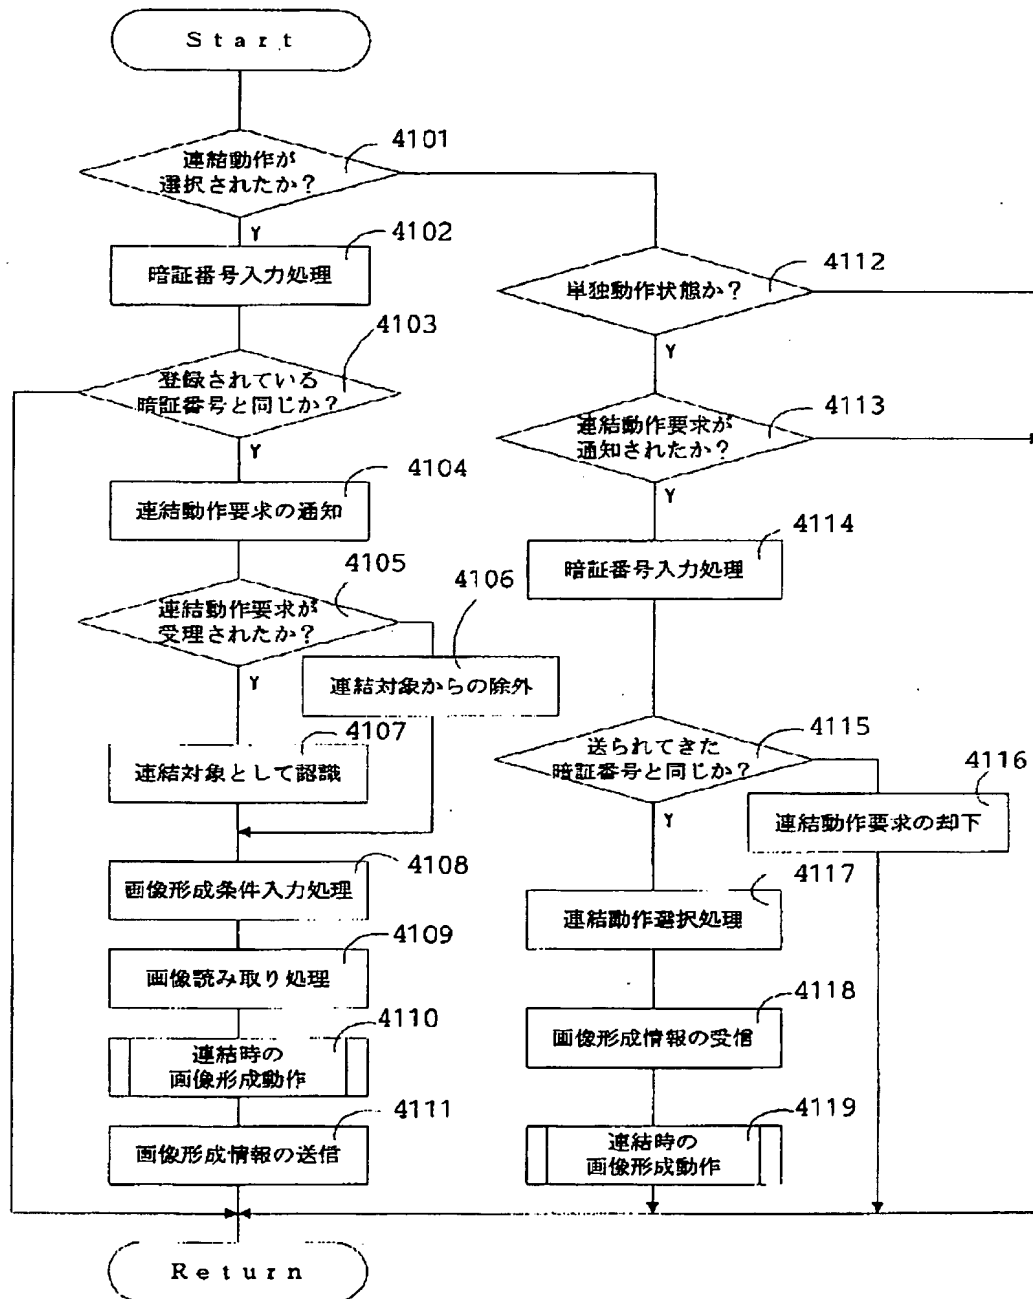 Start
4101
連結動作が
選択されたか?
Y
4102
暗証番号入力処理
4103
登録されている
暗証番号と同じか?
Y
4104
連結動作要求の通知
4105
連結動作要求が
受理されたか?
Y
4106
連結対象からの除外
4107
連結対象として認識
4108
画像形成条件入力処理
4109
画像読み取り処理
4110
連結時の
画像形成動作
4111
画像形成情報の送信
Return
4112
単独動作状態か?
Y
4113
連結動作要求が
通知されたか?
Y
4114
暗証番号入力処理
4115
送られてきた
暗証番号と同じか?
Y
4116
連結動作要求の却下
4117
連結動作選択処理
4118
画像形成情報の受信
4119
連結時の
画像形成動作